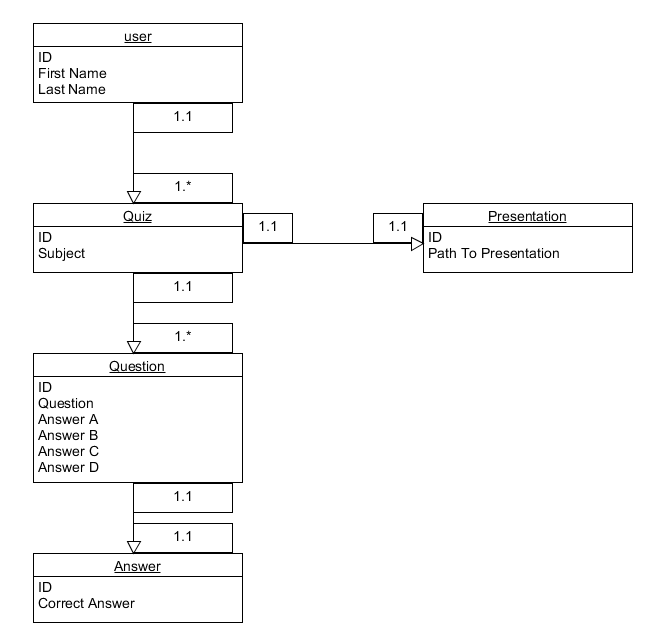 user
ID
First Name
Last Name
1.1
1.*
Quiz
ID
Subject
1.1
1.1
Presentation
ID
Path To Presentation
1.1
1.*
Question
ID
Question
Answer A
Answer B
Answer C
Answer D
1.1
1.1
Answer
ID
Correct Answer